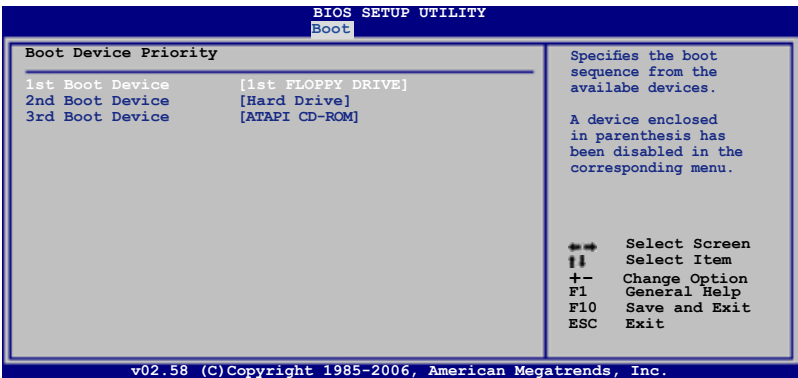 BIOS SETUP UTILITY
Boot
Boot Device Priority
1st Boot Device [1st FLOPPY DRIVE]
2nd Boot Device [Hard Drive]
3rd Boot Device [ATAPI CD-ROM]
Specifies the boot
sequence from the
availabe devices.
A device enclosed
in parenthesis has
been disabled in the
corresponding menu.
←→ Select Screen
↑↓ Select Item
+- Change Option
F1 General Help
F10 Save and Exit
ESC Exit
v02.58 (C)Copyright 1985-2006, American Megatrends, Inc.